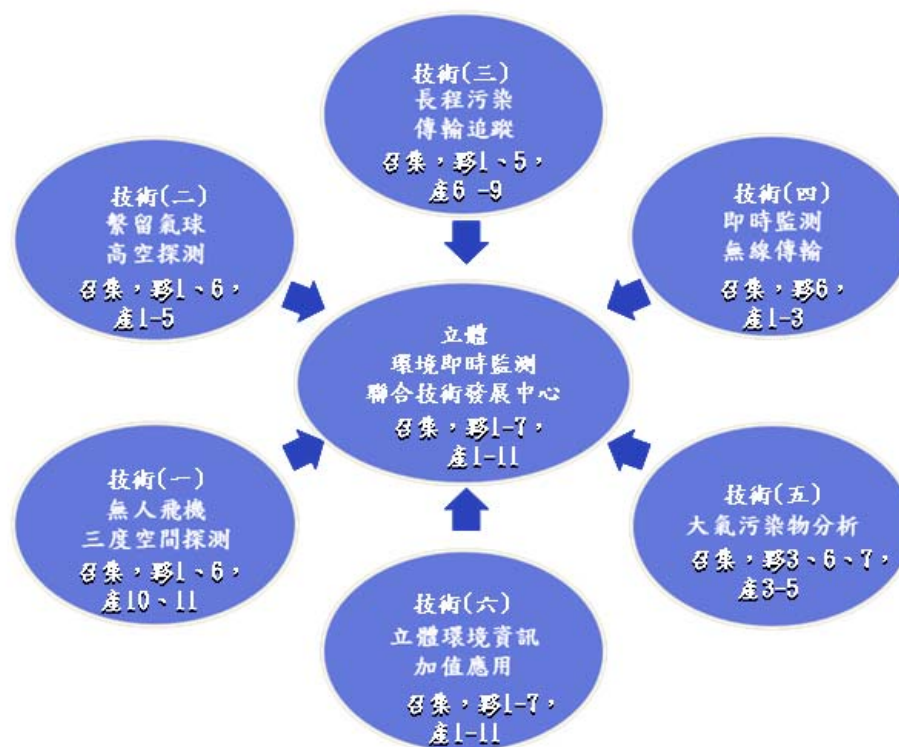 技術(三)
長程污染
傳輸追蹤
召集，夥1、5，
產6-9
技術(二)
繫留氣球
高空探測
召集，夥1、6，
產1-5
技術(四)
即時監測
無線傳輸
召集，夥6，
產1-3
立體
環境即時監測
聯合技術發展中心
召集，夥1-7，
產1-11
技術(一)
無人飛機
三度空間探測
召集，夥1、6，
產10、11
技術(五)
大氣污染物分析
召集，夥3、6、7，
產3-5
技術(六)
立體環境資訊
加值應用
召集，夥1-7，
產1-11